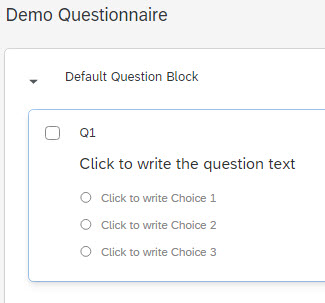 Demo Questionnaire
Default Question Block
Q1
Click to write the question text
Click to write Choice 1
Click to write Choice 2
Click to write Choice 3